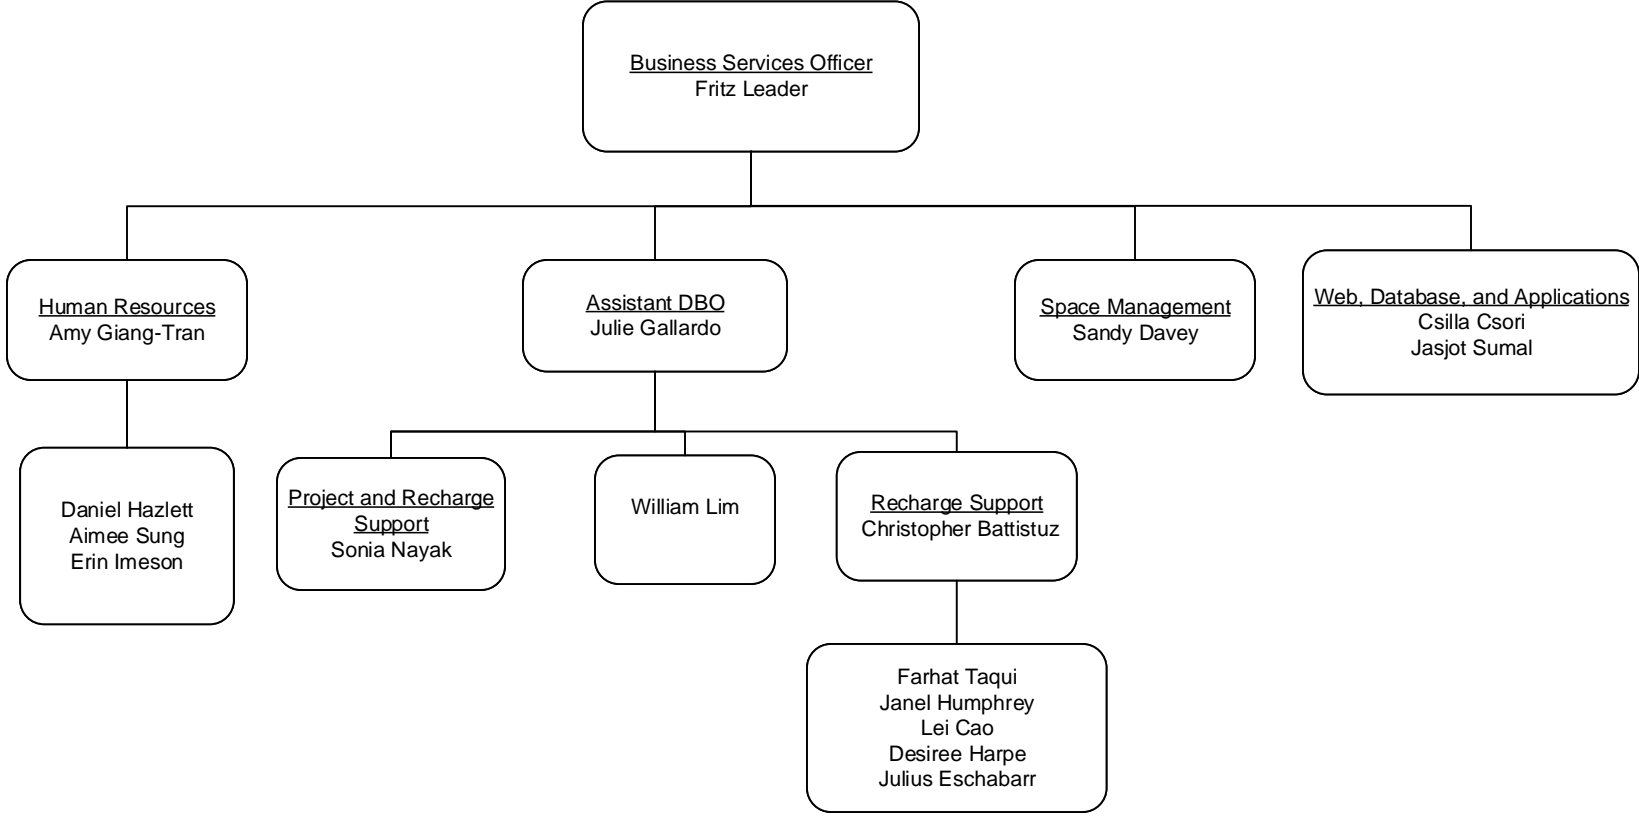 Business Services Officer
Fritz Leader
Human Resources
Amy Giang-Tran
Assistant DBO
Julie Gallardo
Space Management
Sandy Davey
Web, Database, and Applications
Csilla Csori
Jasjot Sumal
Daniel Hazlett
Aimee Sung
Erin Imeson
Project and Recharge
Support
Sonia Nayak
William Lim
Recharge Support
Christopher Battistuz
Farhat Taqui
Janel Humphrey
Lei Cao
Desiree Harpe
Julius Eschabarr